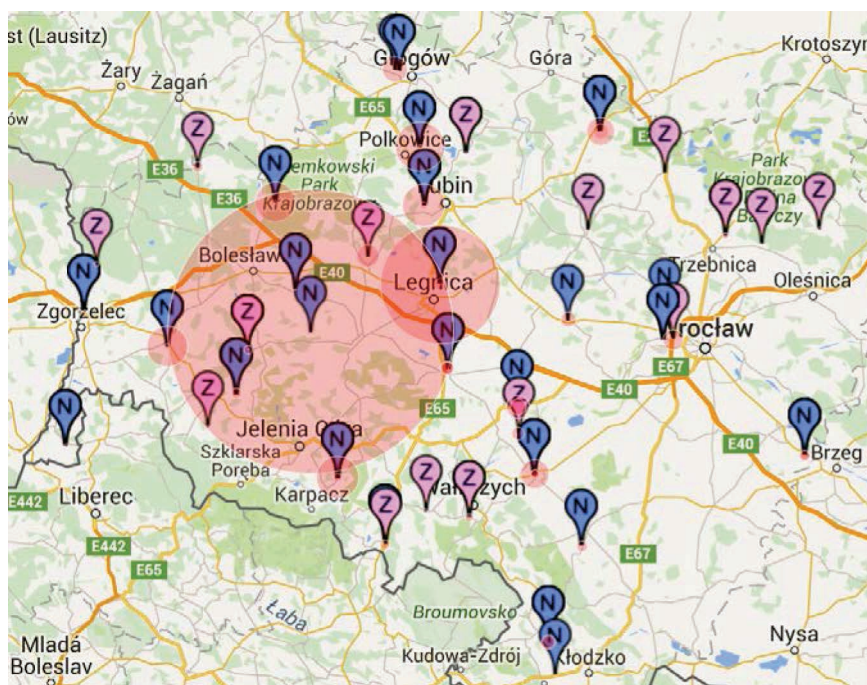 st (Lausitz)
Głogów
Góra
Krotoszyn
Żary
Żagań
E65
Polkowice
E36
Park
Krajobrazowy
E36
Park
Krajobrazowy
Bolesław
E40
Legnica
Trzebnica
Oleśnica
Zgorzelec
Wrocław
E67
E40
E65
Jelenia Góra
E40
Szklarska
Poręba
Brzeg
Karpacz
E442
Liberec
E442
E65
E67
Łaba
Broumovsko
Mladá
Boleslav
Kudowa-Zdrój
Kłodzko
Nysa
N
N
N
Z
Z
N
Z
N
Z
Z
Z
Z
Z
Z
N
N
N
N
N
N
N
Z
N
N
N
Z
N
Z
N
N
N
N
Z
Z
Z
N
N
N